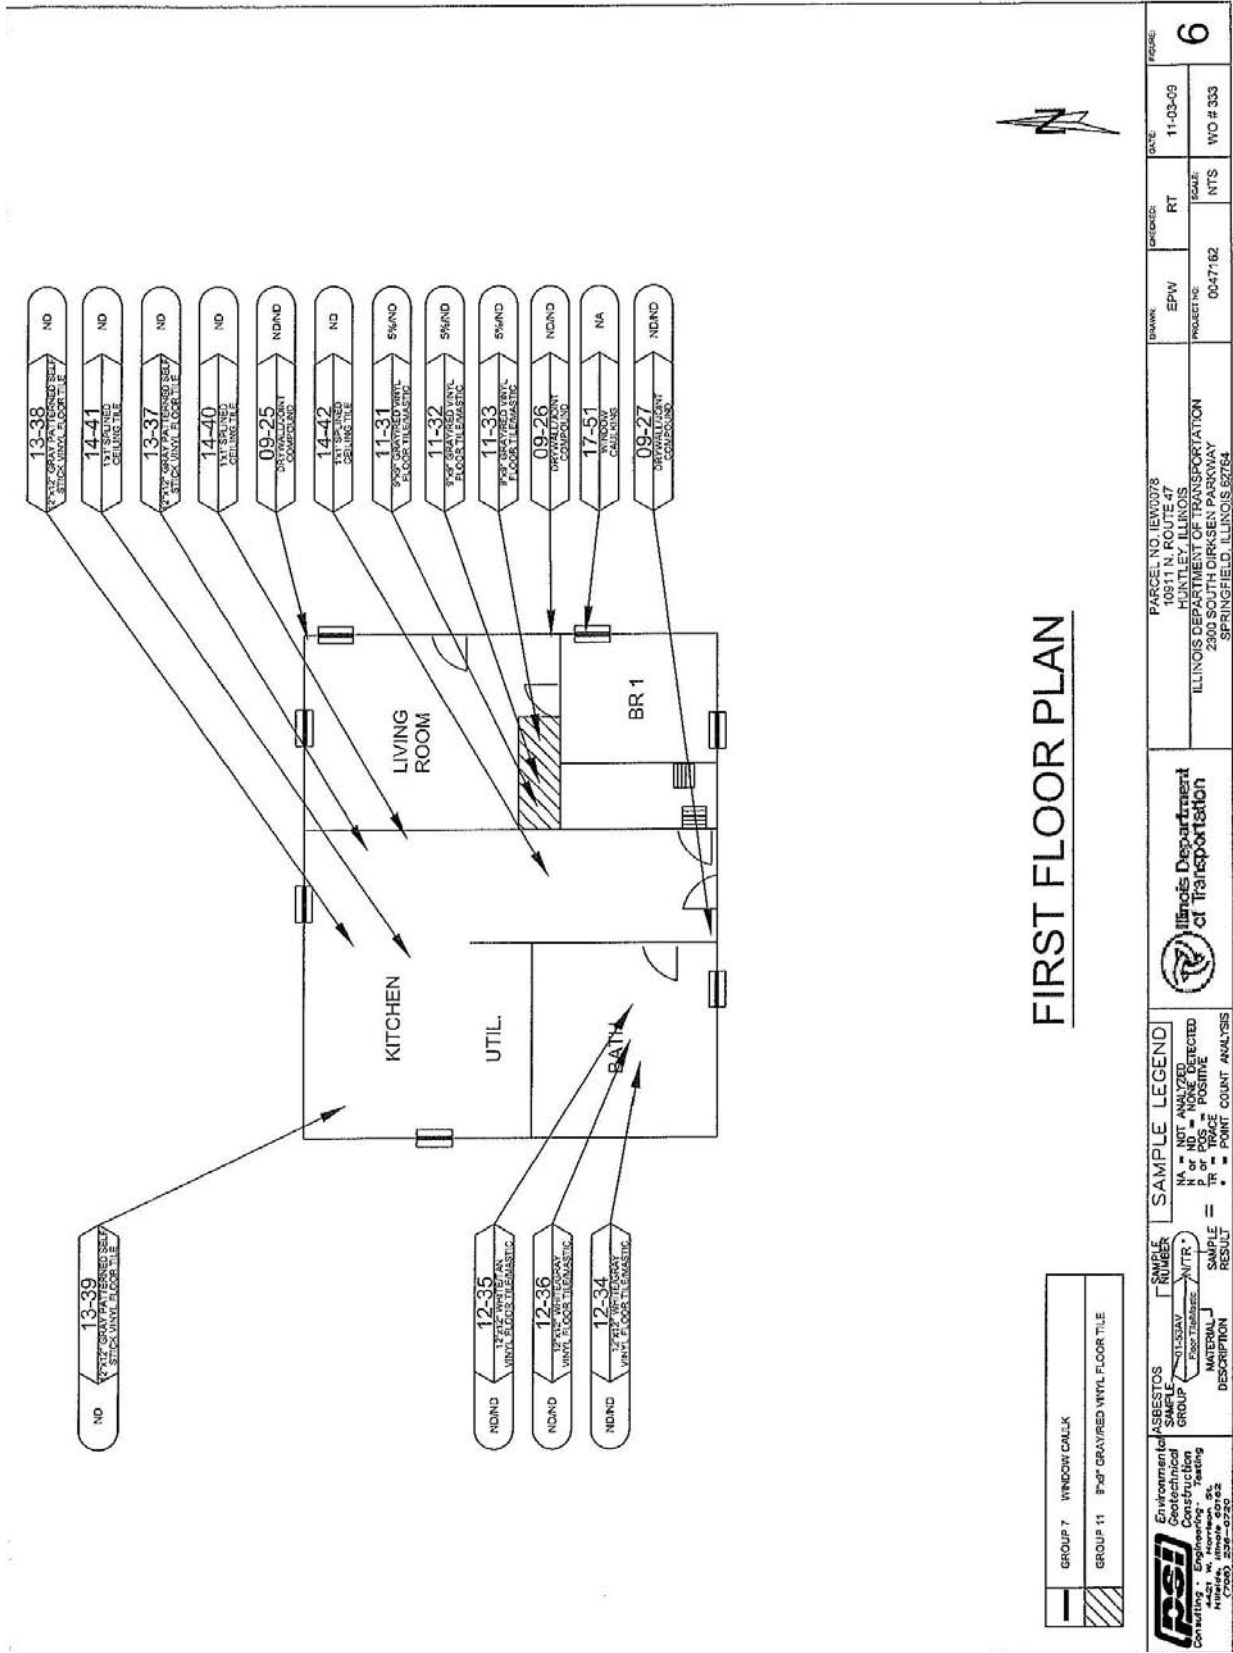 13-39
12"X12" GRAY PATTERNED SELF
STICK VINYL FLOOR TILE
ND
13-38
12"X12" GRAY PATTERNED SELF
STICK VINYL FLOOR TILE
ND
14-41
1'X1' SPLINED
CEILING TILE
ND
13-37
12"X12" GRAY PATTERNED SELF
STICK VINYL FLOOR TILE
ND
14-40
1'X1' SPLINED
CEILING TILE
ND
09-25
DRYWALL/JOINT
COMPOUND
ND/ND
14-42
1'X1' SPLINED
CEILING TILE
ND
11-31
9"X9" GRAY/RED VINYL
FLOOR TILE/MASTIC
5%/ND
11-32
9"X9" GRAY/RED VINYL
FLOOR TILE/MASTIC
5%/ND
11-33
9"X9" GRAY/RED VINYL
FLOOR TILE/MASTIC
5%/ND
09-26
DRYWALL/JOINT
COMPOUND
ND/ND
17-51
WINDOW
CAULKING
NA
09-27
DRYWALL/JOINT
COMPOUND
ND/ND
ND/ND
12-35
12"X12" WHITE/TAN
VINYL FLOOR TILE/MASTIC
ND/ND
12-36
12"X12" WHITE/GRAY
VINYL FLOOR TILE/MASTIC
ND/ND
12-34
12"X12" WHITE/GRAY
VINYL FLOOR TILE/MASTIC
KITCHEN
LIVING
ROOM
UTIL.
BATH
BR 1
N
FIRST FLOOR PLAN
GROUP 7 WINDOW CAULK
GROUP 11 9"x9" GRAY/RED VINYL FLOOR TILE
psi
Environmental
Geotechnical
Construction
Consulting • Engineering • Testing
4421 W. Harrison St.
Hillside, Illinois 60162
(708) 236-0720
ASBESTOS
SAMPLE
GROUP
SAMPLE
NUMBER
01-53AV
Floor Tile/Mastic
N/TR *
MATERIAL
DESCRIPTION
SAMPLE
RESULT
=
SAMPLE LEGEND
NA = NOT ANALYZED
N or ND = NONE DETECTED
P or POS = POSITIVE
TR = TRACE
* = POINT COUNT ANALYSIS
Illinois Department
of Transportation
PARCEL NO. IEW0078
10911 N. ROUTE 47
HUNTLEY, ILLINOIS
ILLINOIS DEPARTMENT OF TRANSPORTATION
2300 SOUTH DIRKSEN PARKWAY
SPRINGFIELD, ILLINOIS 62764
DRAWN:
EPW
CHECKED:
RT
DATE:
11-03-09
FIGURE:
6
PROJECT NO:
0047162
SCALE:
NTS
WO # 333